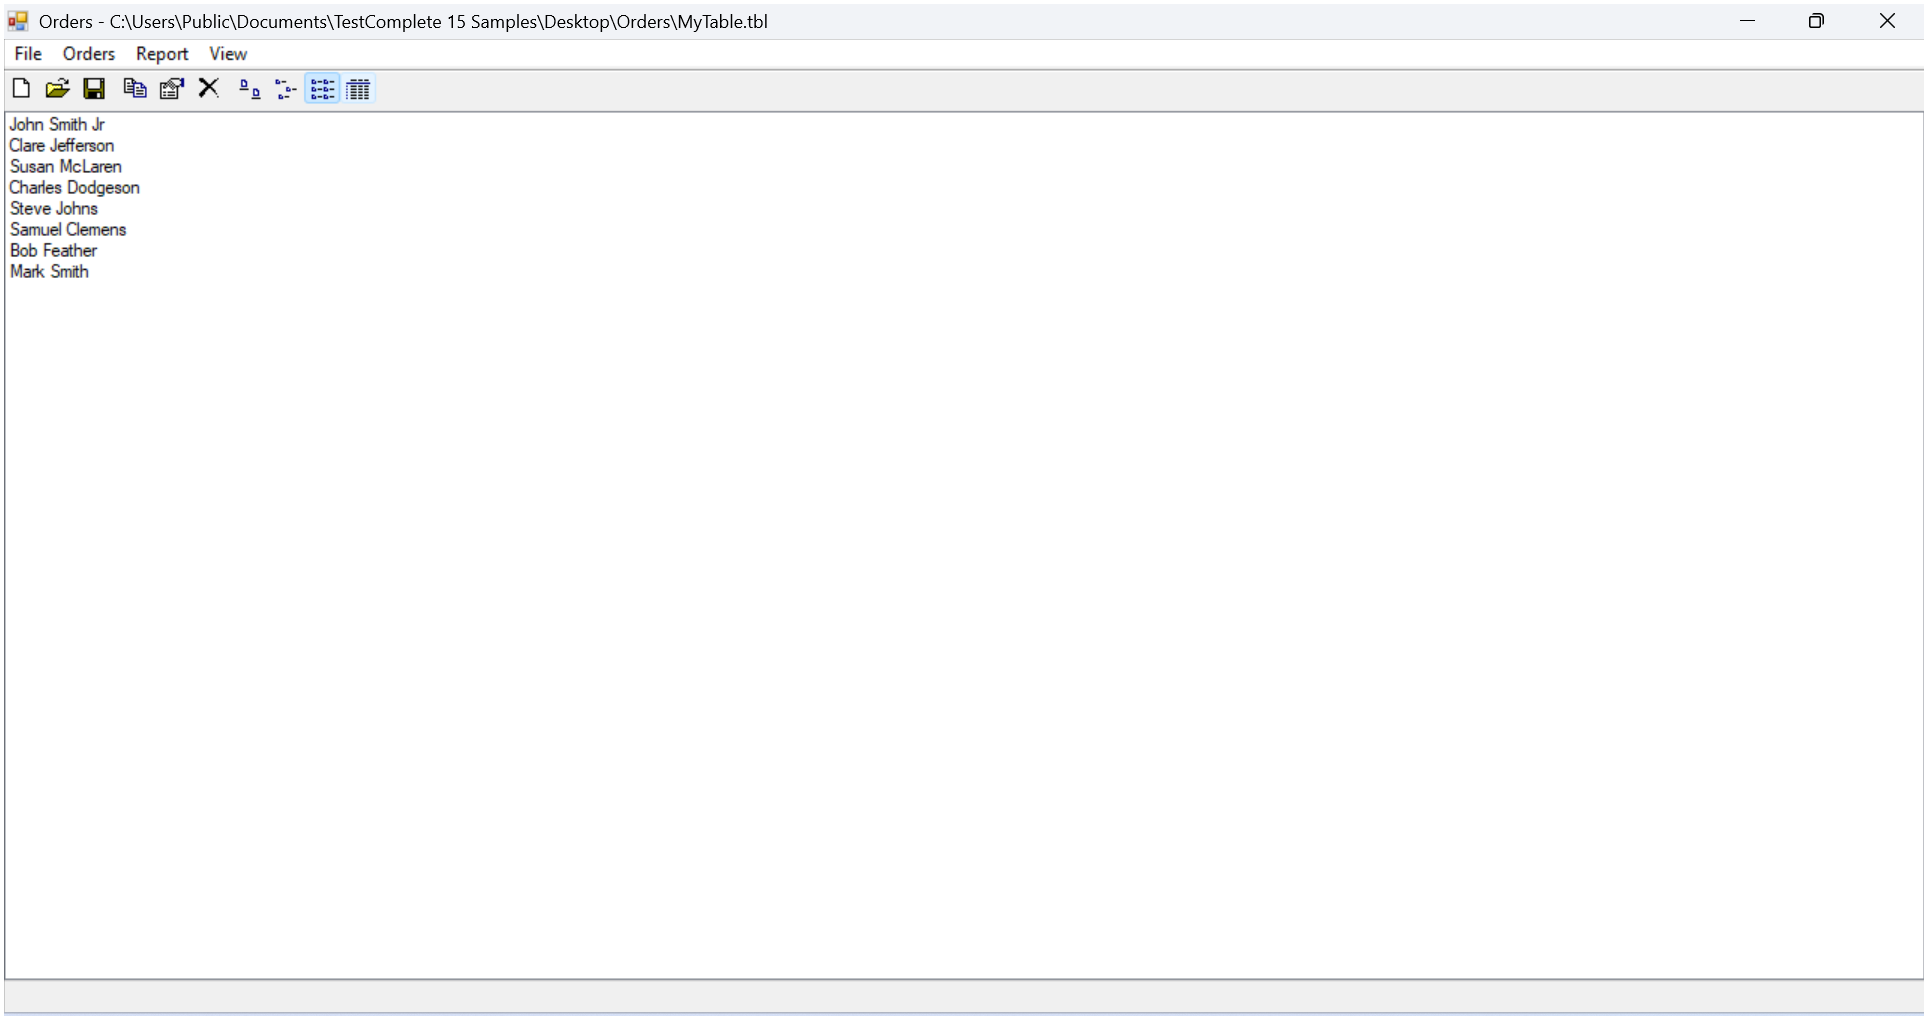 Orders - C:\Users\Public\Documents\TestComplete 15 Samples\Desktop\Orders\MyTable.tbl
File Orders Report View
John Smith Jr
Clare Jefferson
Susan McLaren
Charles Dodgeson
Steve Johns
Samuel Clemens
Bob Feather
Mark Smith